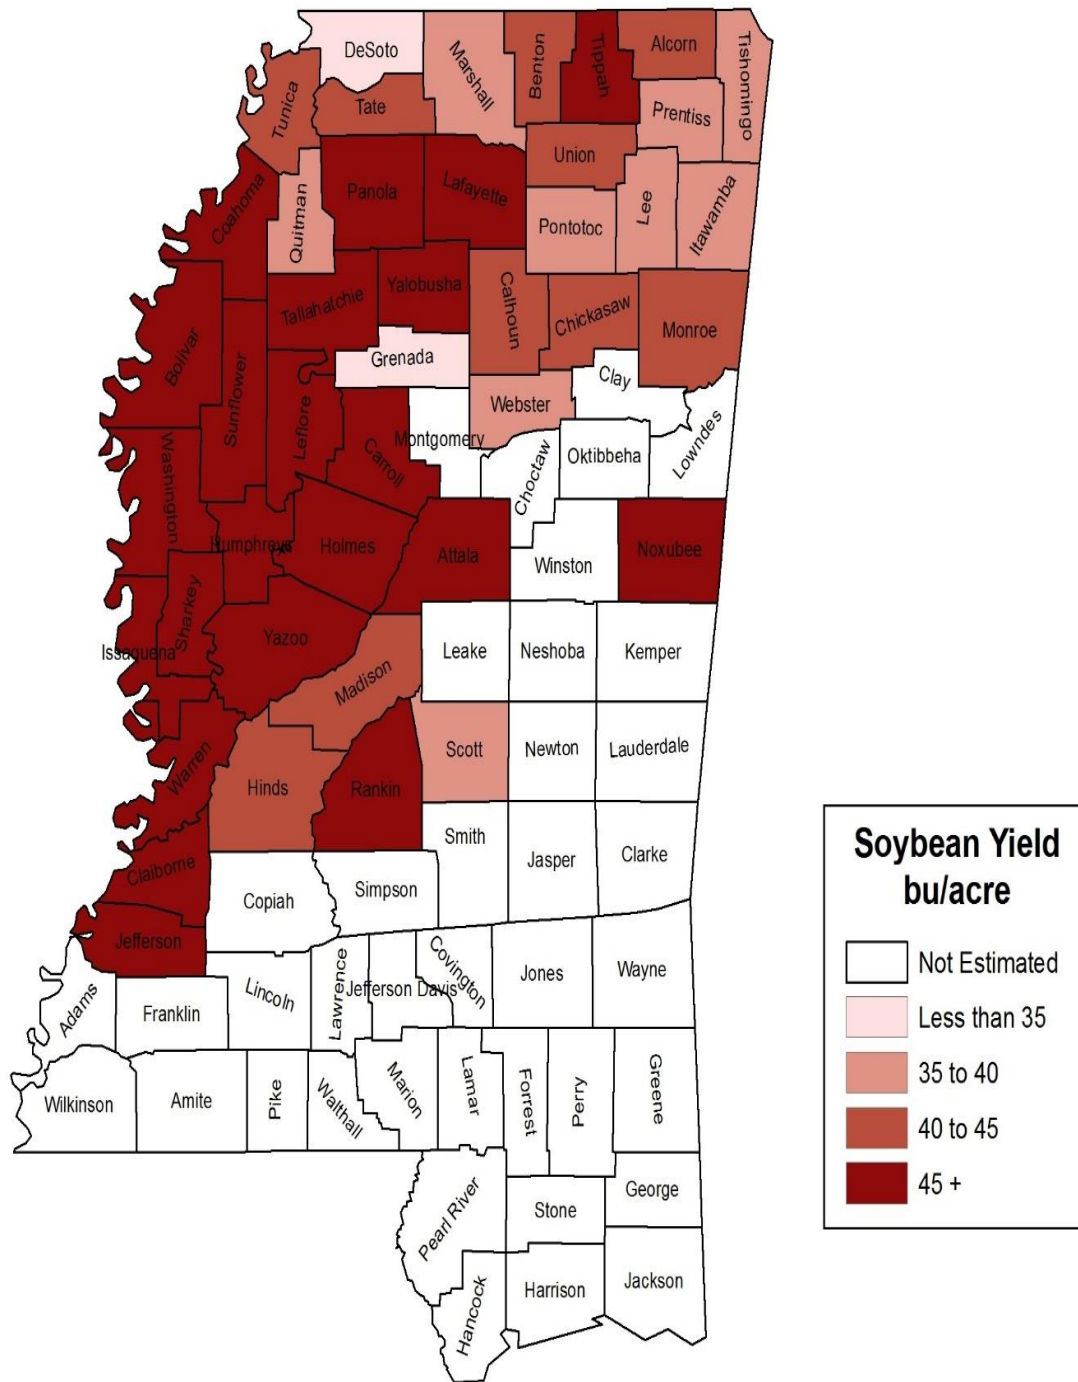 DeSoto
Marshall
Benton
Tippah
Alcorn
Tishomingo
Tunica
Tate
Prentiss
Union
Coahoma
Quitman
Panola
Lafayette
Pontotoc
Lee
Itawamba
Tallahatchie
Yalobusha
Calhoun
Chickasaw
Monroe
Bolivar
Sunflower
Leflore
Grenada
Webster
Clay
Washington
Carroll
Montgomery
Choctaw
Oktibbeha
Lowndes
Humphreys
Holmes
Attala
Winston
Noxubee
Issaquena
Sharkey
Yazoo
Madison
Leake
Neshoba
Kemper
Warren
Hinds
Rankin
Scott
Newton
Lauderdale
Claiborne
Copiah
Simpson
Smith
Jasper
Clarke
Jefferson
Adams
Franklin
Lincoln
Lawrence
Jefferson Davis
Covington
Jones
Wayne
Wilkinson
Amite
Pike
Walthall
Marion
Lamar
Forrest
Perry
Greene
Pearl River
Stone
George
Hancock
Harrison
Jackson
Soybean Yield
bu/acre
Not Estimated
Less than 35
35 to 40
40 to 45
45 +